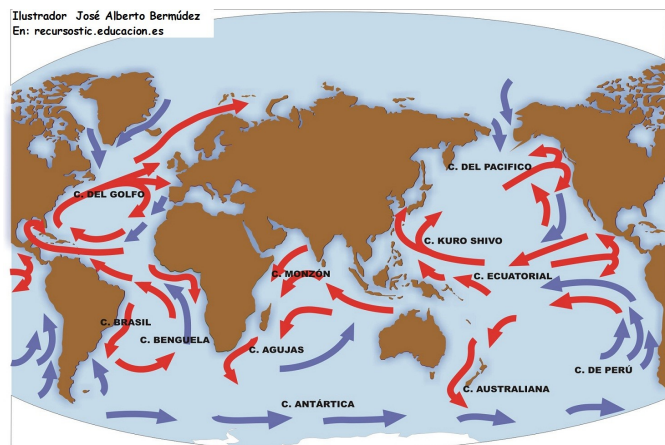 Ilustrador José Alberto Bermúdez
En: recursostic.educacion.es
C. DEL PACIFICO
C. DEL GOLFO
C. KURO SHIVO
C. MONZÓN
C. ECUATORIAL
C. BRASIL
C. BENGUELA
C. AGUJAS
C. DE PERÚ
C. AUSTRALIANA
C. ANTÁRTICA